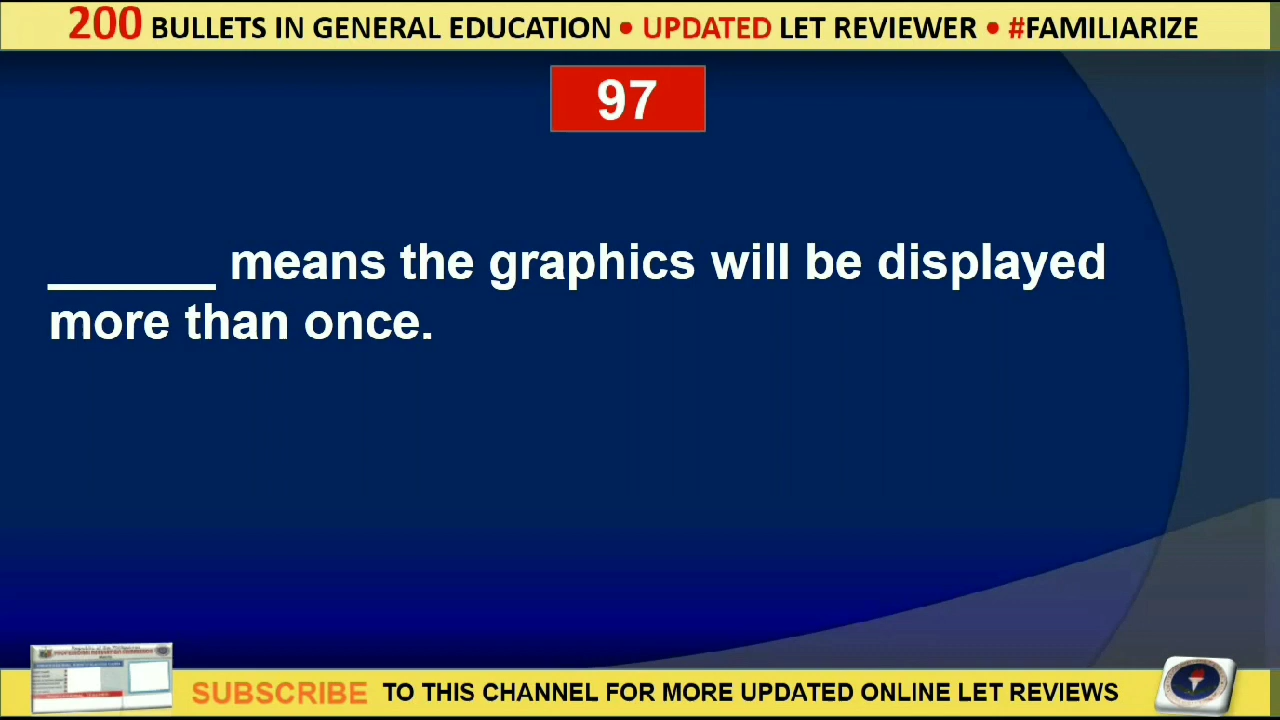 200 BULLETS IN GENERAL EDUCATION • UPDATED LET REVIEWER • #FAMILIARIZE
97
______ means the graphics will be displayed
more than once.
SUBSCRIBE TO THIS CHANNEL FOR MORE UPDATED ONLINE LET REVIEWS